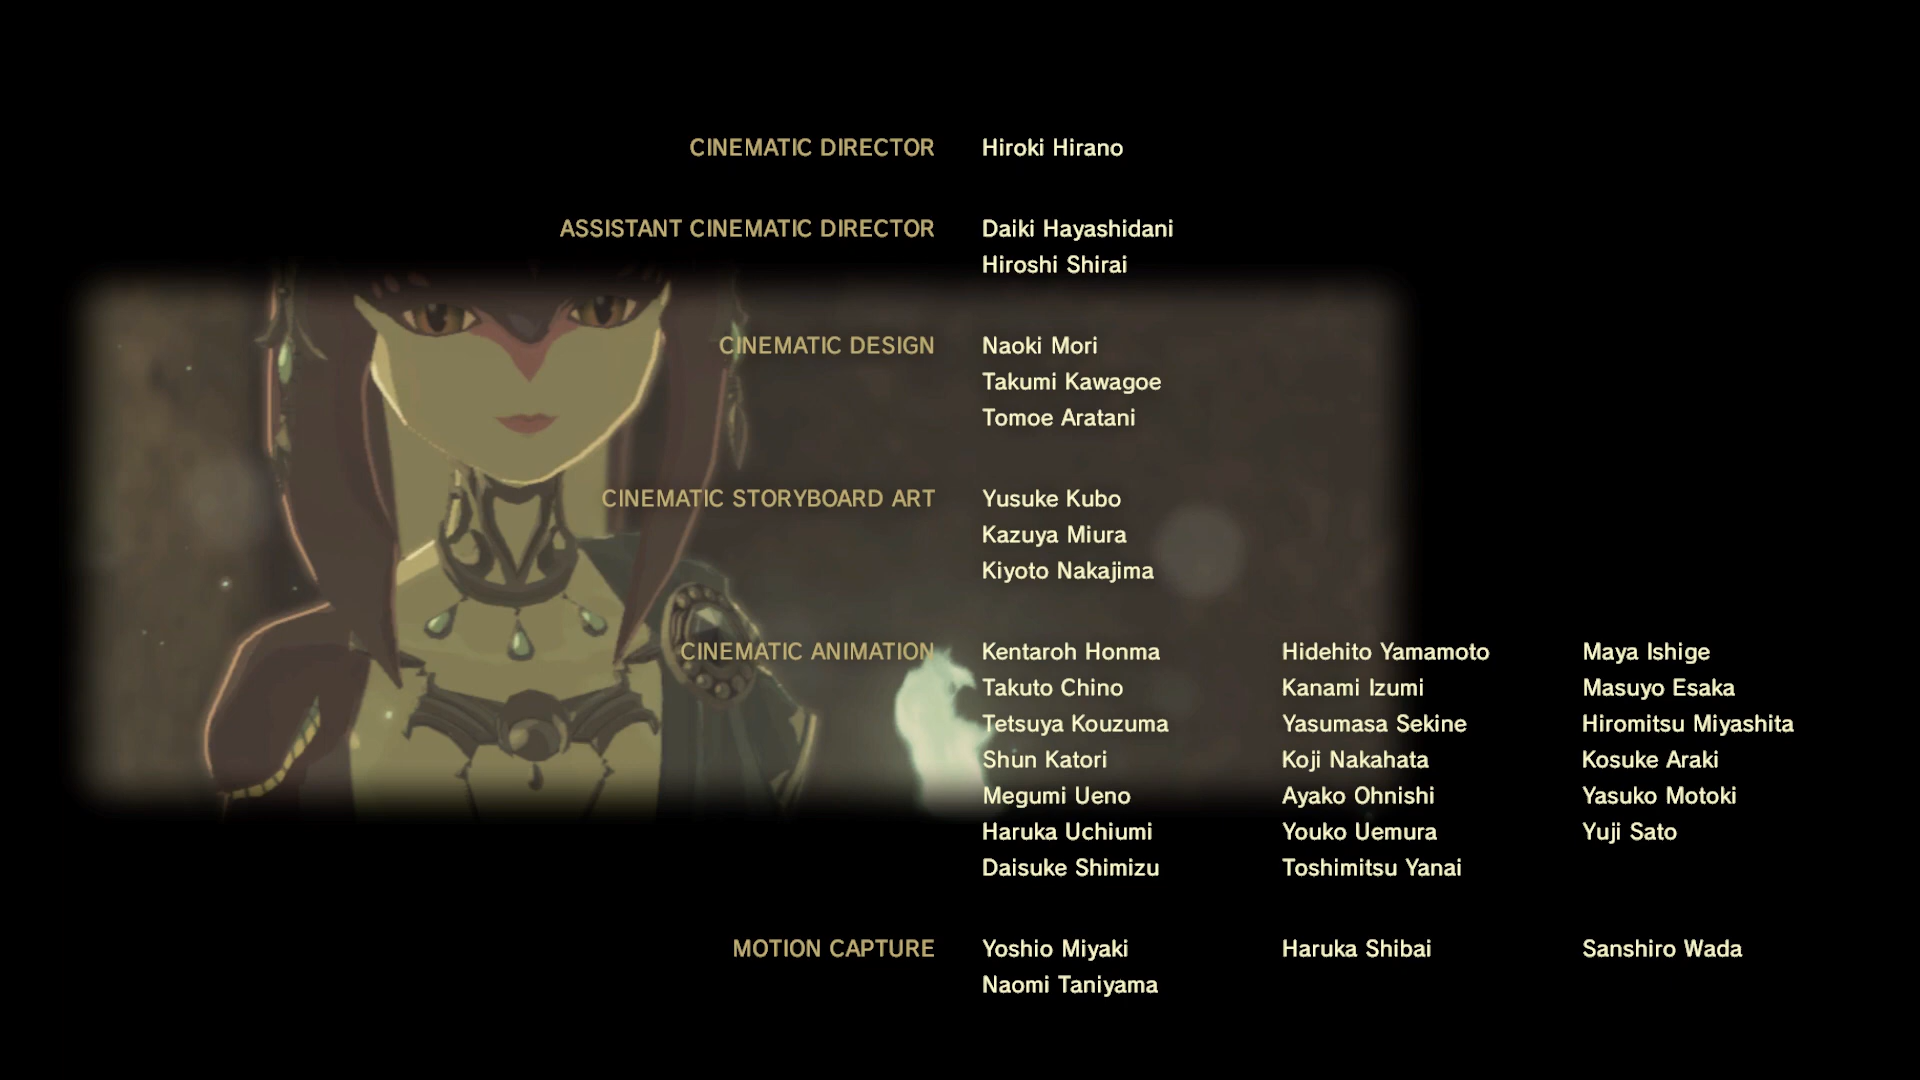 CINEMATIC DIRECTOR Hiroki Hirano
ASSISTANT CINEMATIC DIRECTOR Daiki Hayashidani
Hiroshi Shirai
CINEMATIC DESIGN Naoki Mori
Takumi Kawagoe
Tomoe Aratani
CINEMATIC STORYBOARD ART Yusuke Kubo
Kazuya Miura
Kiyoto Nakajima
CINEMATIC ANIMATION Kentaroh Honma Hidehito Yamamoto Maya Ishige
Takuto Chino Kanami Izumi Masuyo Esaka
Tetsuya Kouzuma Yasumasa Sekine Hiromitsu Miyashita
Shun Katori Koji Nakahata Kosuke Araki
Megumi Ueno Ayako Ohnishi Yasuko Motoki
Haruka Uchiumi Youko Uemura Yuji Sato
Daisuke Shimizu Toshimitsu Yanai
MOTION CAPTURE Yoshio Miyaki Haruka Shibai Sanshiro Wada
Naomi Taniyama